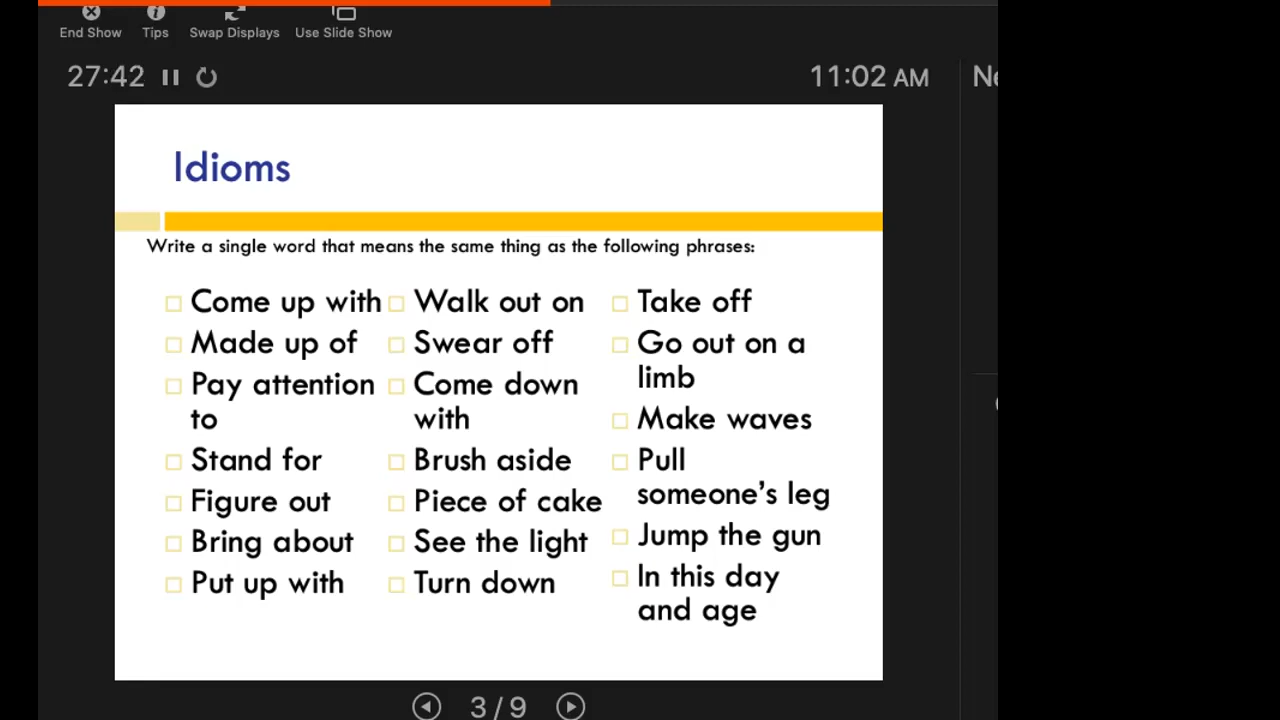 End Show
Tips
Swap Displays
Use Slide Show
27:42
11:02 AM
Ne
Idioms
Write a single word that means the same thing as the following phrases:
Come up with
Made up of
Pay attention
to
Stand for
Figure out
Bring about
Put up with
Walk out on
Swear off
Come down
with
Brush aside
Piece of cake
See the light
Turn down
Take off
Go out on a
limb
Make waves
Pull
someone's leg
Jump the gun
In this day
and age
3 / 9